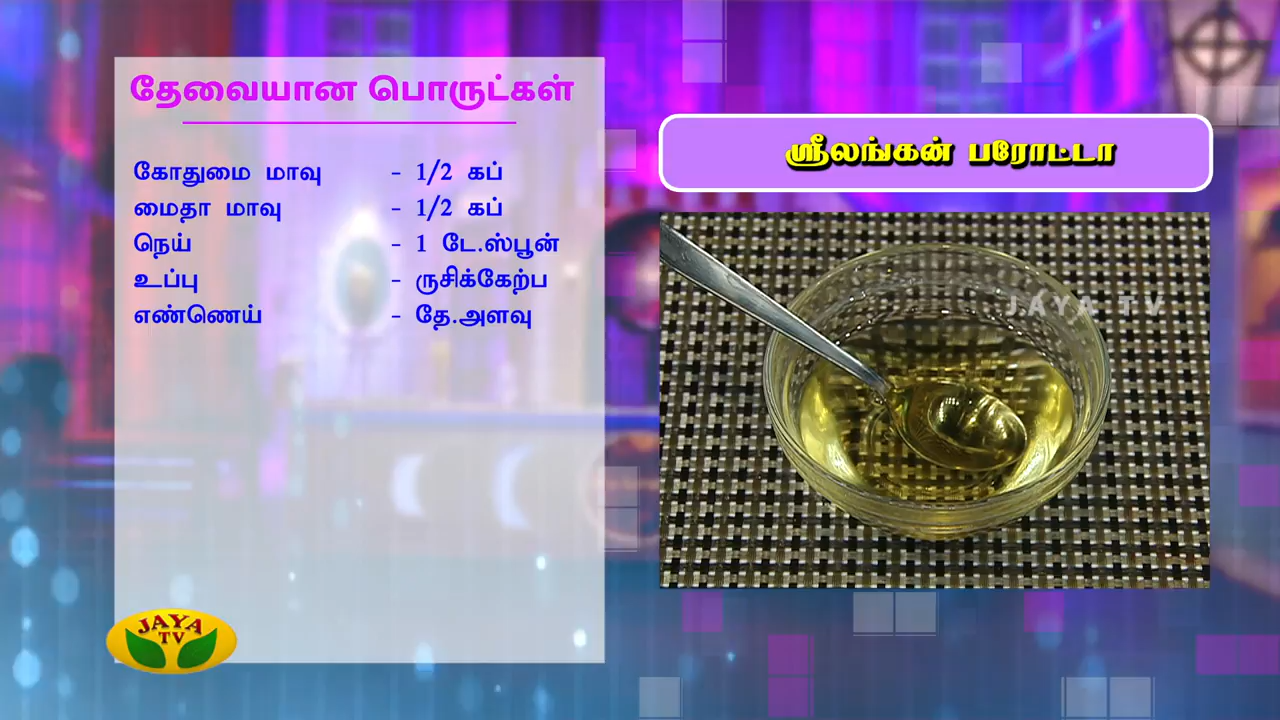 தேவையான பொருட்கள்
கோதுமை மாவு - 1/2 கப்
மைதா மாவு - 1/2 கப்
நெய் - 1 டே.ஸ்பூன்
உப்பு - ருசிக்கேற்ப
எண்ணெய் - தே.அளவு
ஸ்ரீலங்கன் பரோட்டா
JAYA TV
JAYA
TV